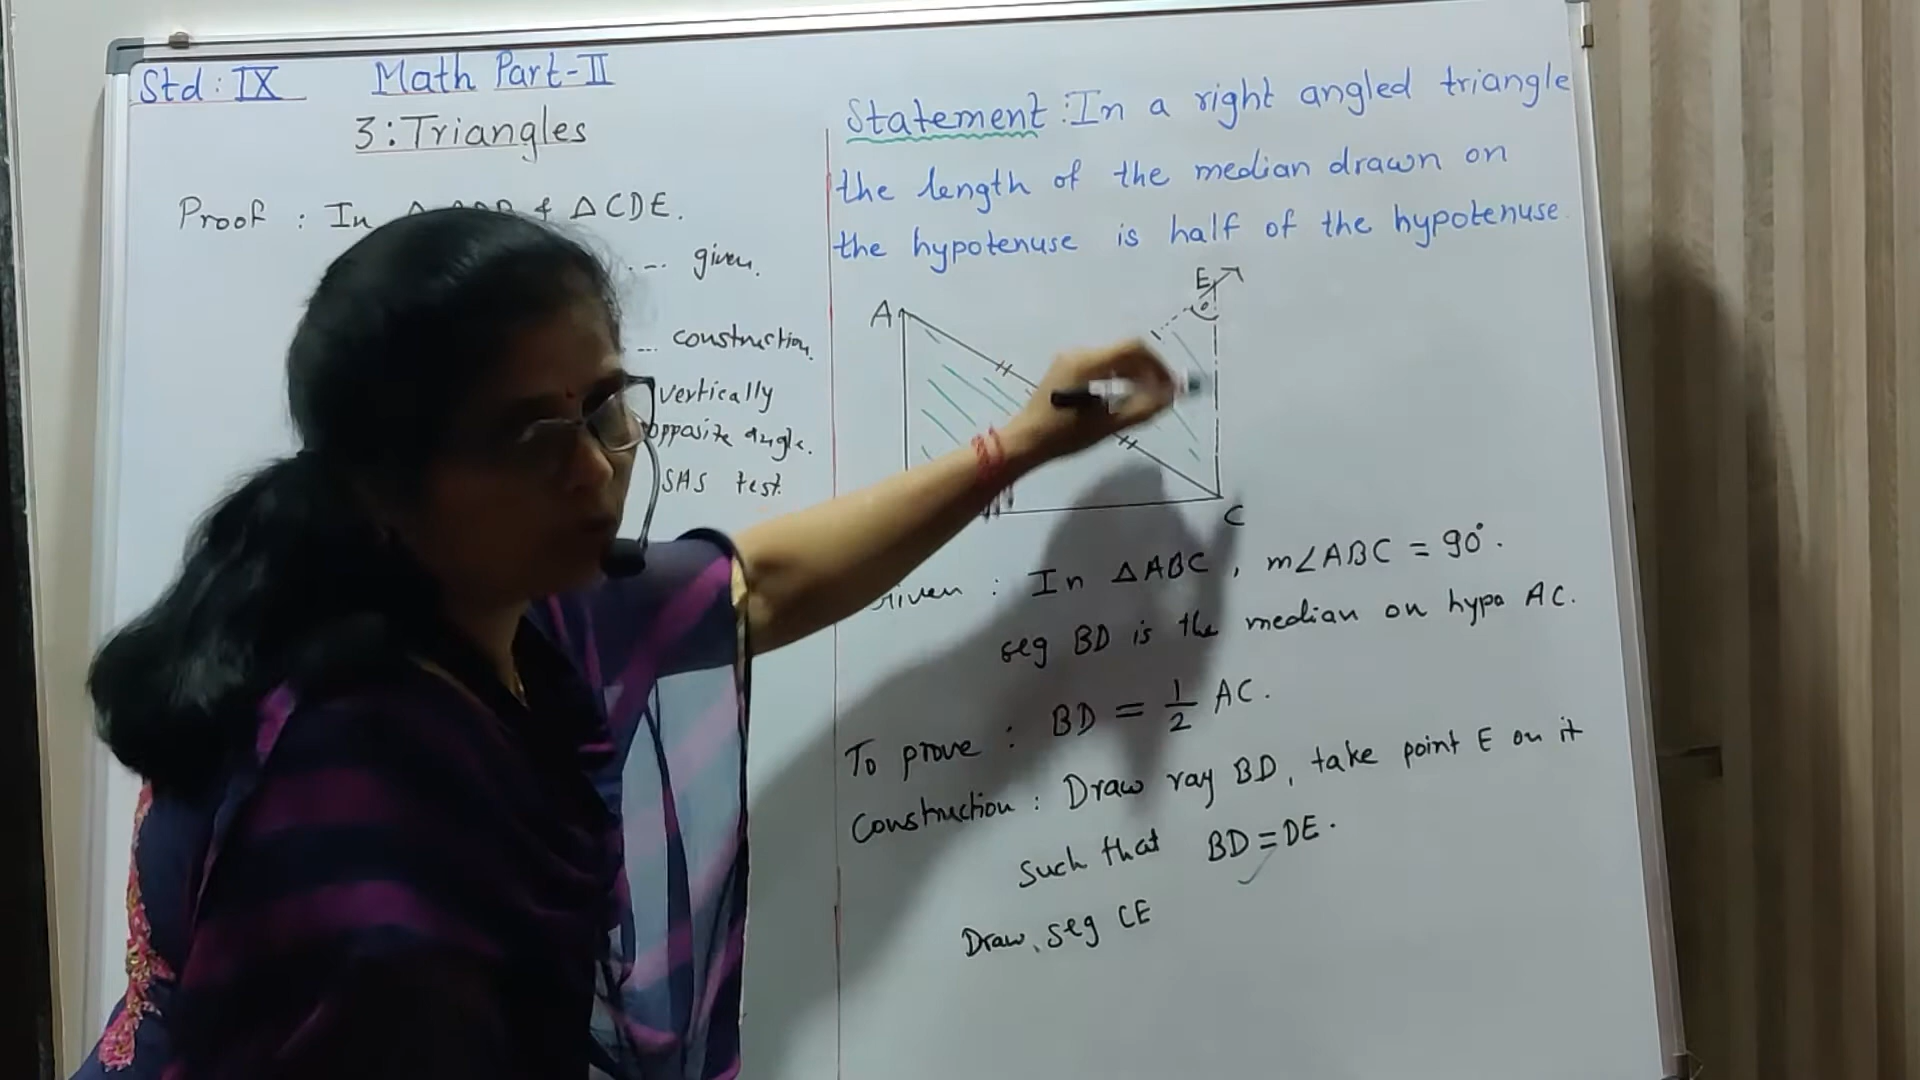 Std: IX Math Part-II
3: Triangles
Proof : In & △CDE.
... given.
... construction.
vertically
opposite angle.
SAS test.
Statement : In a right angled triangle
the length of the median drawn on
the hypotenuse is half of the hypotenuse.
E
A
C
Given : In △ABC, m∠ABC = 90°.
seg BD is the median on hypo AC.
To prove : BD = 1/2 AC.
Construction : Draw ray BD, take point E on it
such that BD = DE.
Draw, seg CE